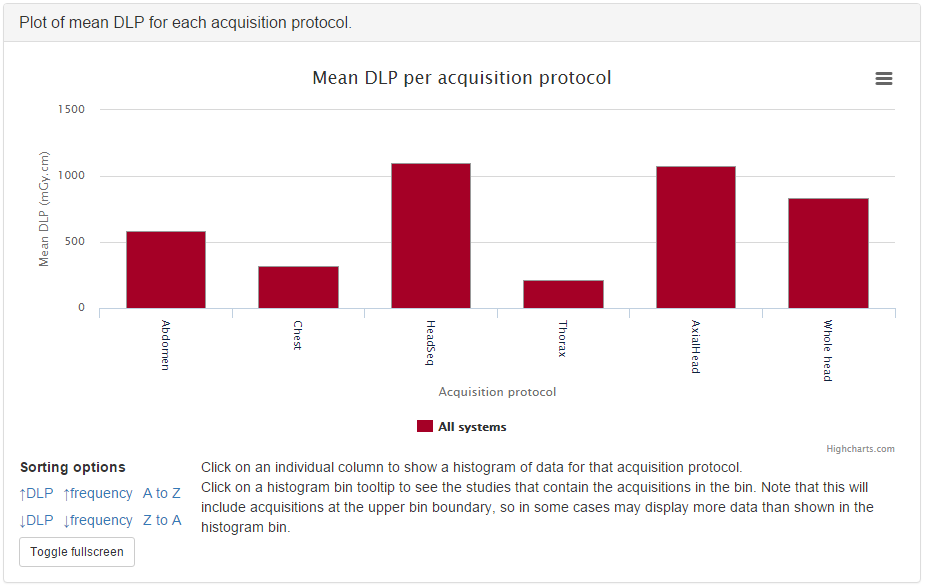 Plot of mean DLP for each acquisition protocol.
Mean DLP per acquisition protocol
Mean DLP (mGy.cm)
1500
1000
500
0
Abdomen
Chest
HeadSeq
Thorax
AxialHead
Whole head
Acquisition protocol
All systems
Highcharts.com
Sorting options
↑DLP ↑frequency A to Z
↓DLP ↓frequency Z to A
Toggle fullscreen
Click on an individual column to show a histogram of data for that acquisition protocol.
Click on a histogram bin tooltip to see the studies that contain the acquisitions in the bin. Note that this will
include acquisitions at the upper bin boundary, so in some cases may display more data than shown in the
histogram bin.